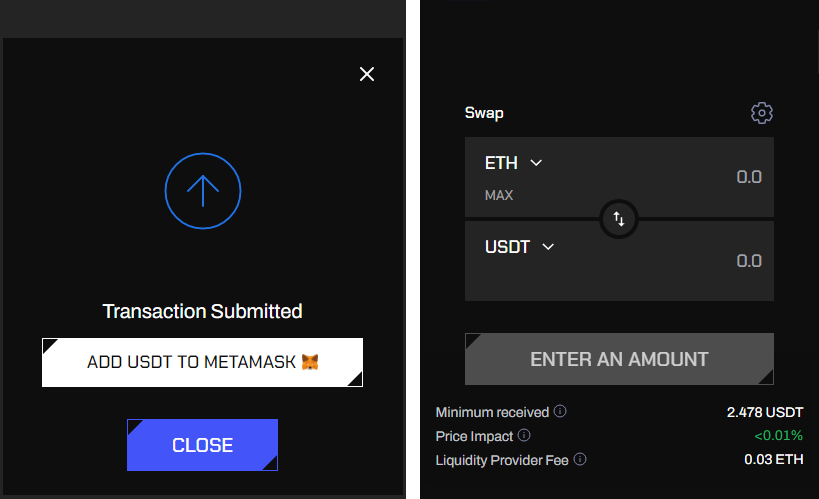 Transaction Submitted
ADD USDT TO METAMASK
CLOSE
Swap
ETH
0.0
MAX
USDT
0.0
ENTER AN AMOUNT
Minimum received 2.478 USDT
Price Impact <0.01%
Liquidity Provider Fee 0.03 ETH